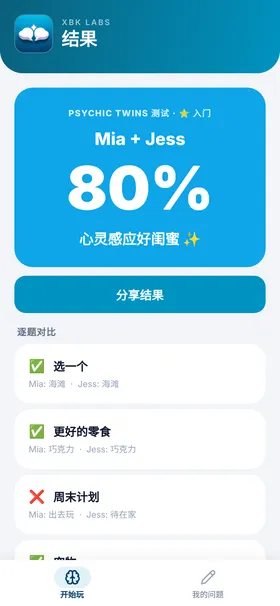 XBK LABS
结果
PSYCHIC TWINS 测试 · ⭐ 入门
Mia + Jess
80%
心灵感应好闺蜜 ✨
分享结果
逐题对比
✅ 选一个
Mia: 海滩 · Jess: 海滩
✅ 更好的零食
Mia: 巧克力 · Jess: 巧克力
❌ 周末计划
Mia: 出去玩 · Jess: 待在家
开始玩
我的问题